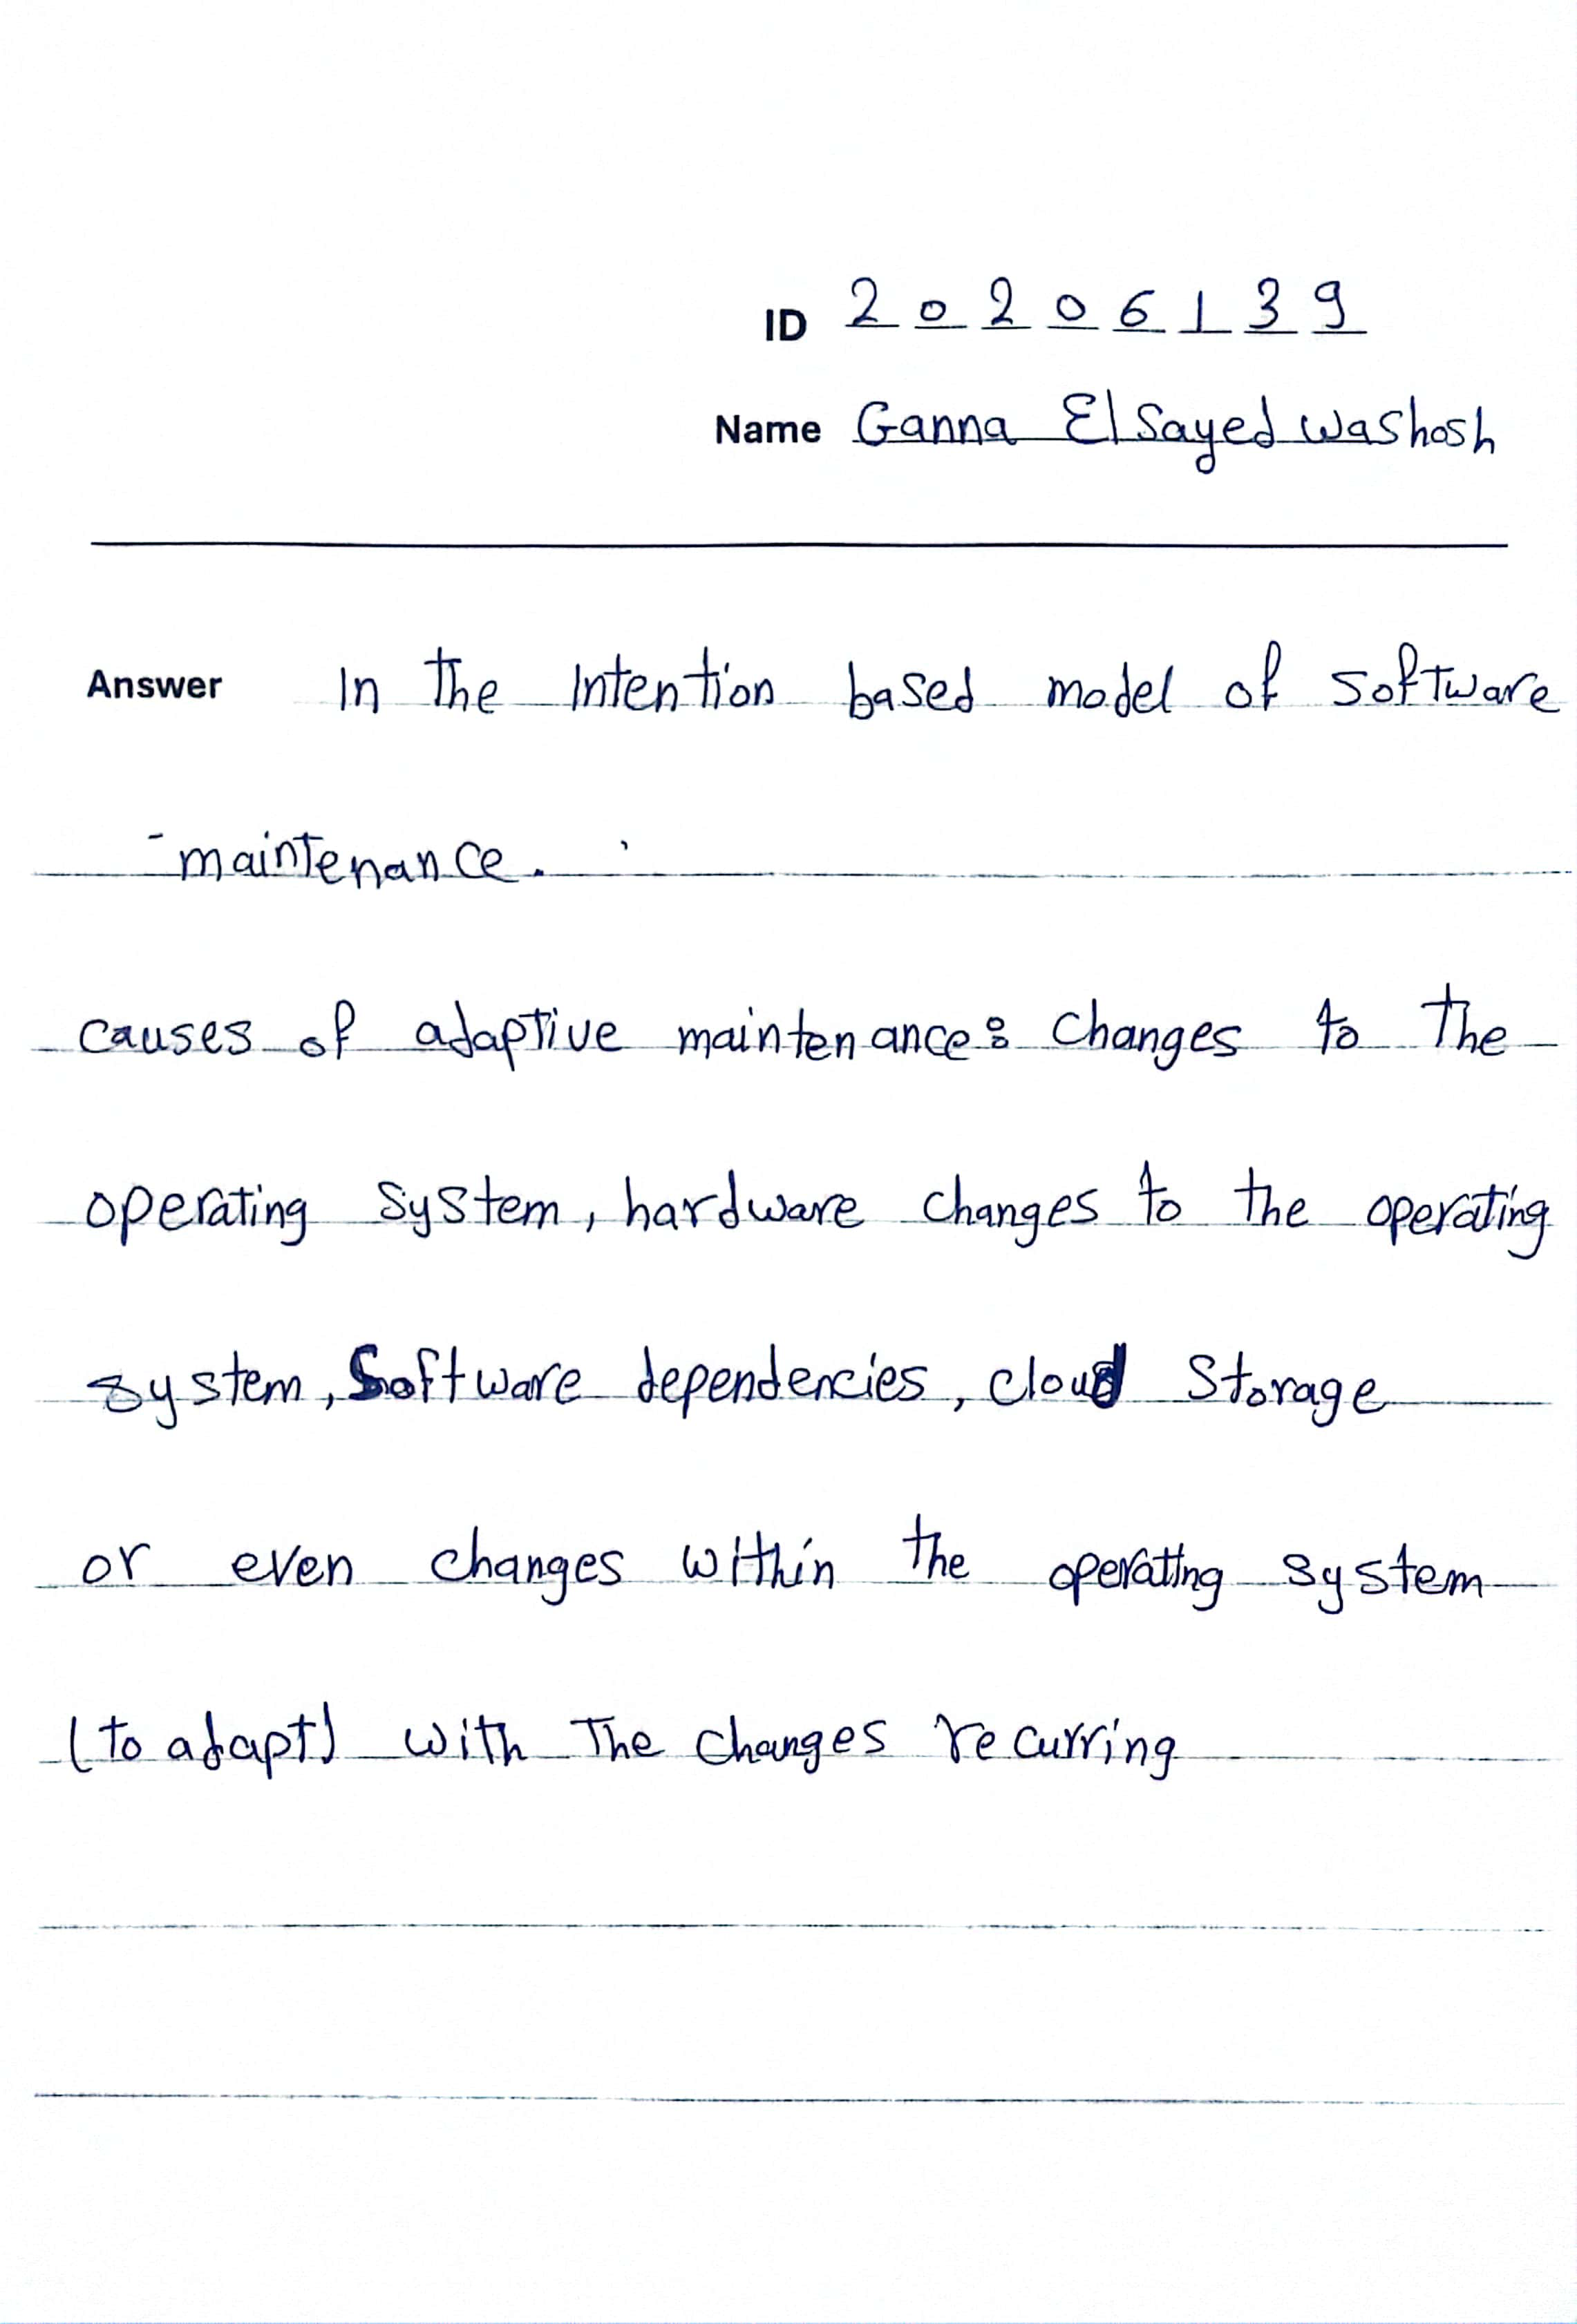 ID 20206139
Name Ganna ElSayed Washosh
Answer In the Intention based model of software
-maintenance.
causes of adaptive maintenance: changes to the
operating system, hardware changes to the operating
system, Software dependencies, cloud Storage
or even changes within the operating system
(to adapt) with The changes recurring